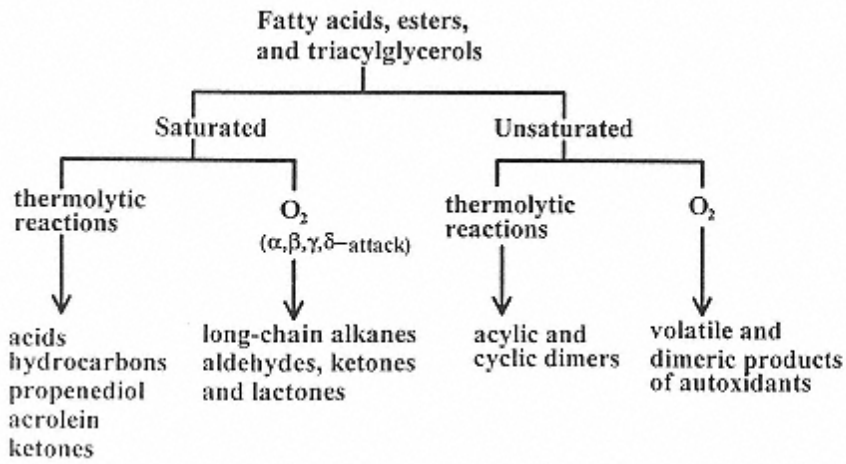 Fatty acids, esters,
and triacylglycerols
Saturated
Unsaturated
thermolytic
reactions
O₂
(α,β,γ,δ–attack)
thermolytic
reactions
O₂
acids
hydrocarbons
propenediol
acrolein
ketones
long-chain alkanes
aldehydes, ketones
and lactones
acylic and
cyclic dimers
volatile and
dimeric products
of autoxidants